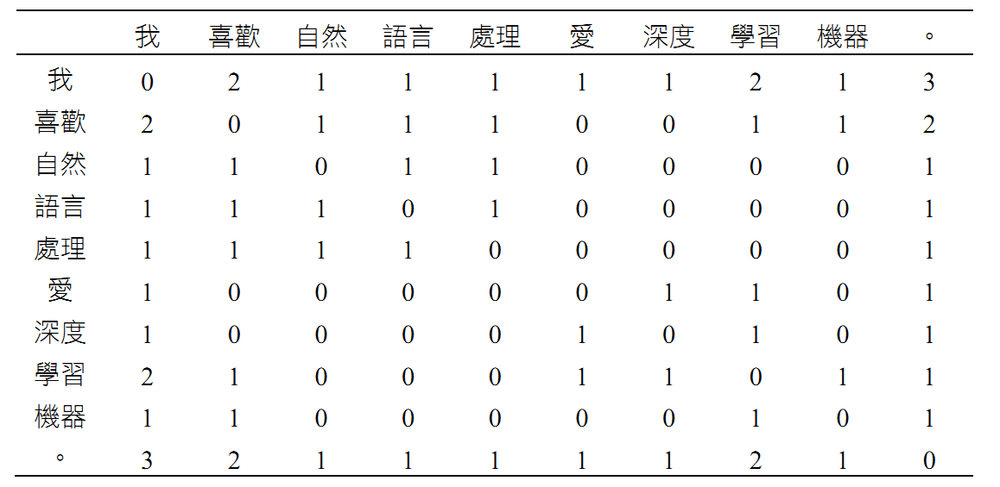 我 喜歡 自然 語言 處理 愛 深度 學習 機器 。
我 0 2 1 1 1 1 1 2 1 3
喜歡 2 0 1 1 1 0 0 1 1 2
自然 1 1 0 1 1 0 0 0 0 1
語言 1 1 1 0 1 0 0 0 0 1
處理 1 1 1 1 0 0 0 0 0 1
愛 1 0 0 0 0 0 1 1 0 1
深度 1 0 0 0 0 1 0 1 0 1
學習 2 1 0 0 0 1 1 0 1 1
機器 1 1 0 0 0 0 0 1 0 1
。 3 2 1 1 1 1 1 2 1 0